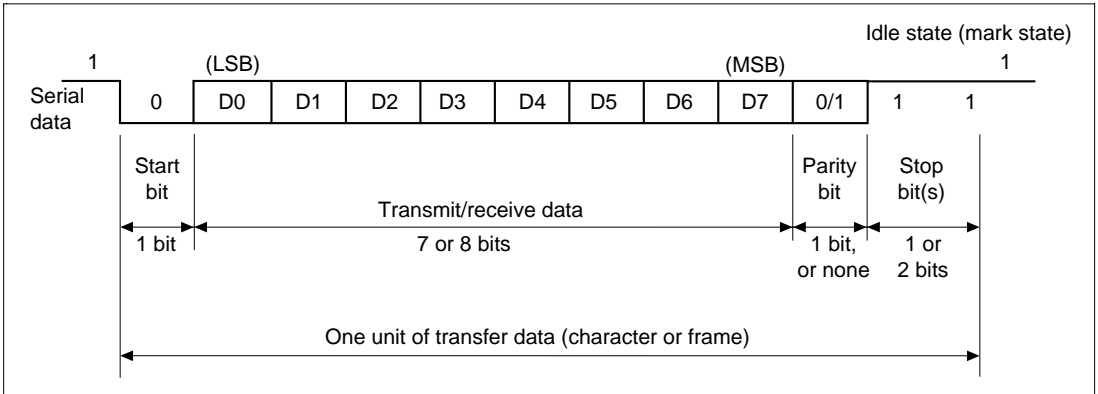 Idle state (mark state)
1 (LSB) (MSB) 1
Serial
data
0 D0 D1 D2 D3 D4 D5 D6 D7 0/1 1 1
Start
bit
Parity
bit
Stop
bit(s)
Transmit/receive data
1 bit
7 or 8 bits
1 bit,
or none
1 or
2 bits
One unit of transfer data (character or frame)